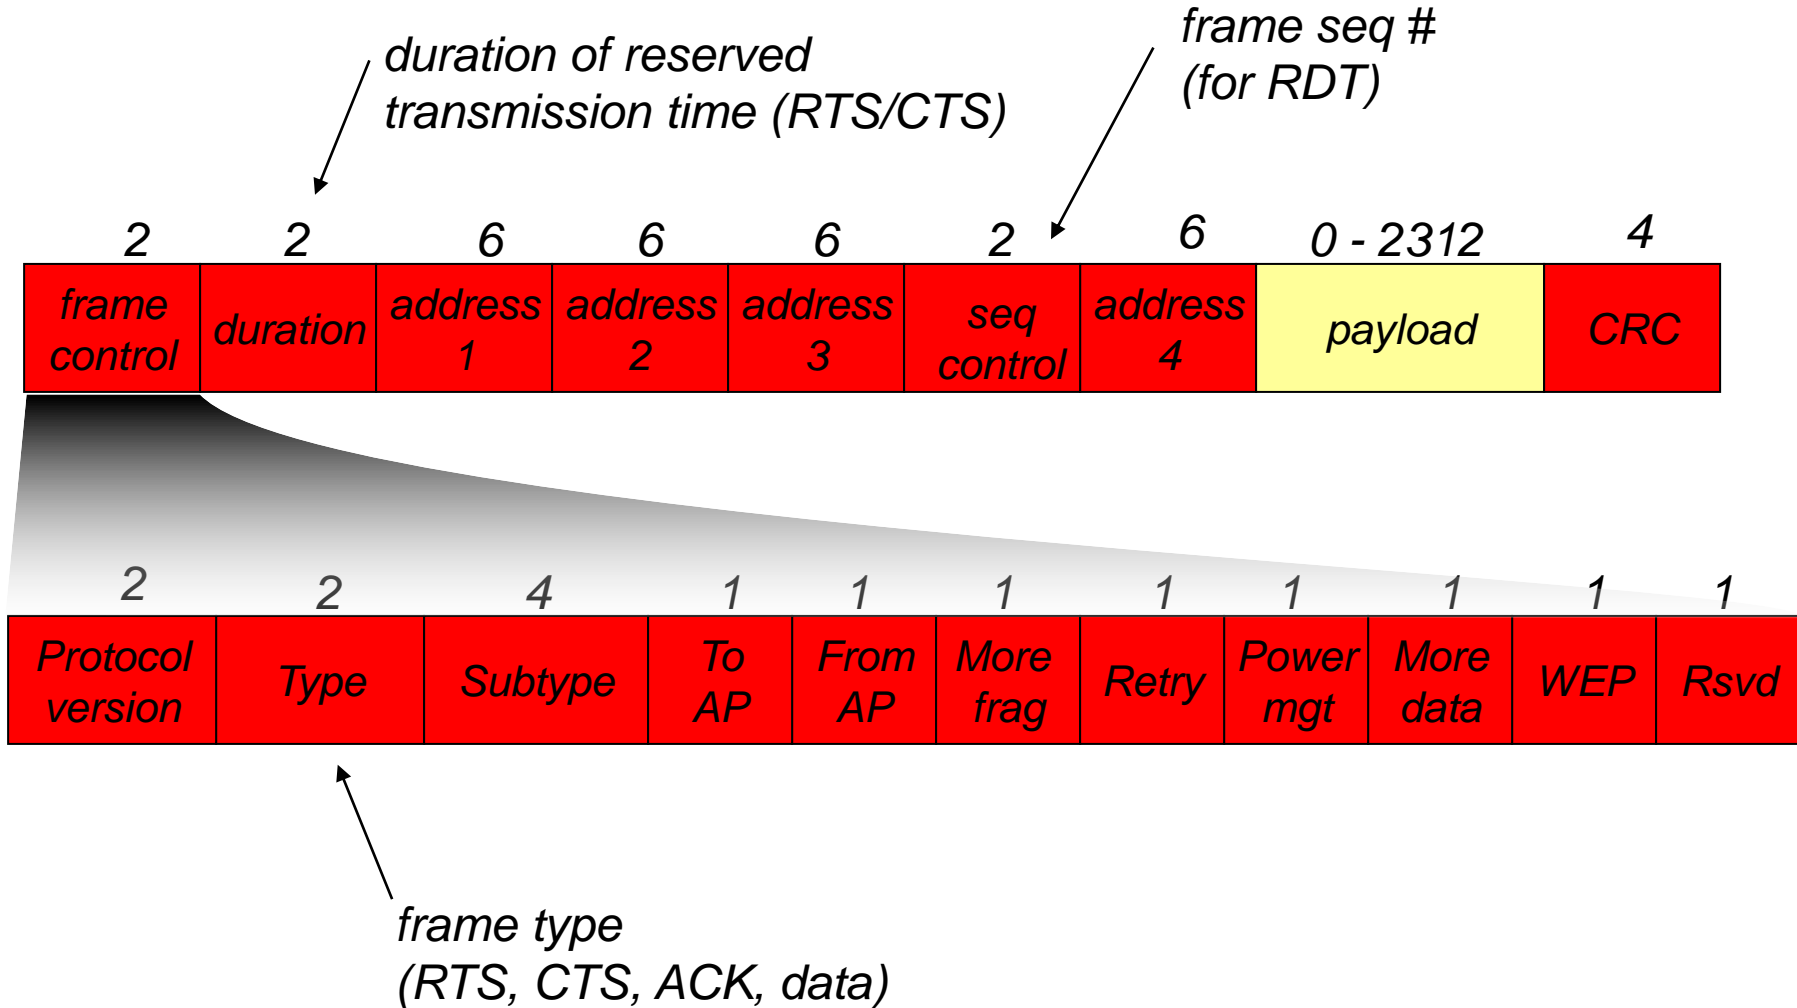 duration of reserved
transmission time (RTS/CTS)
frame seq #
(for RDT)
2 2 6 6 6 2 6 0 - 2312 4
frame
control
duration
address
1
address
2
address
3
seq
control
address
4
payload
CRC
2 2 4 1 1 1 1 1 1 1 1
Protocol
version
Type
Subtype
To
AP
From
AP
More
frag
Retry
Power
mgt
More
data
WEP
Rsvd
frame type
(RTS, CTS, ACK, data)